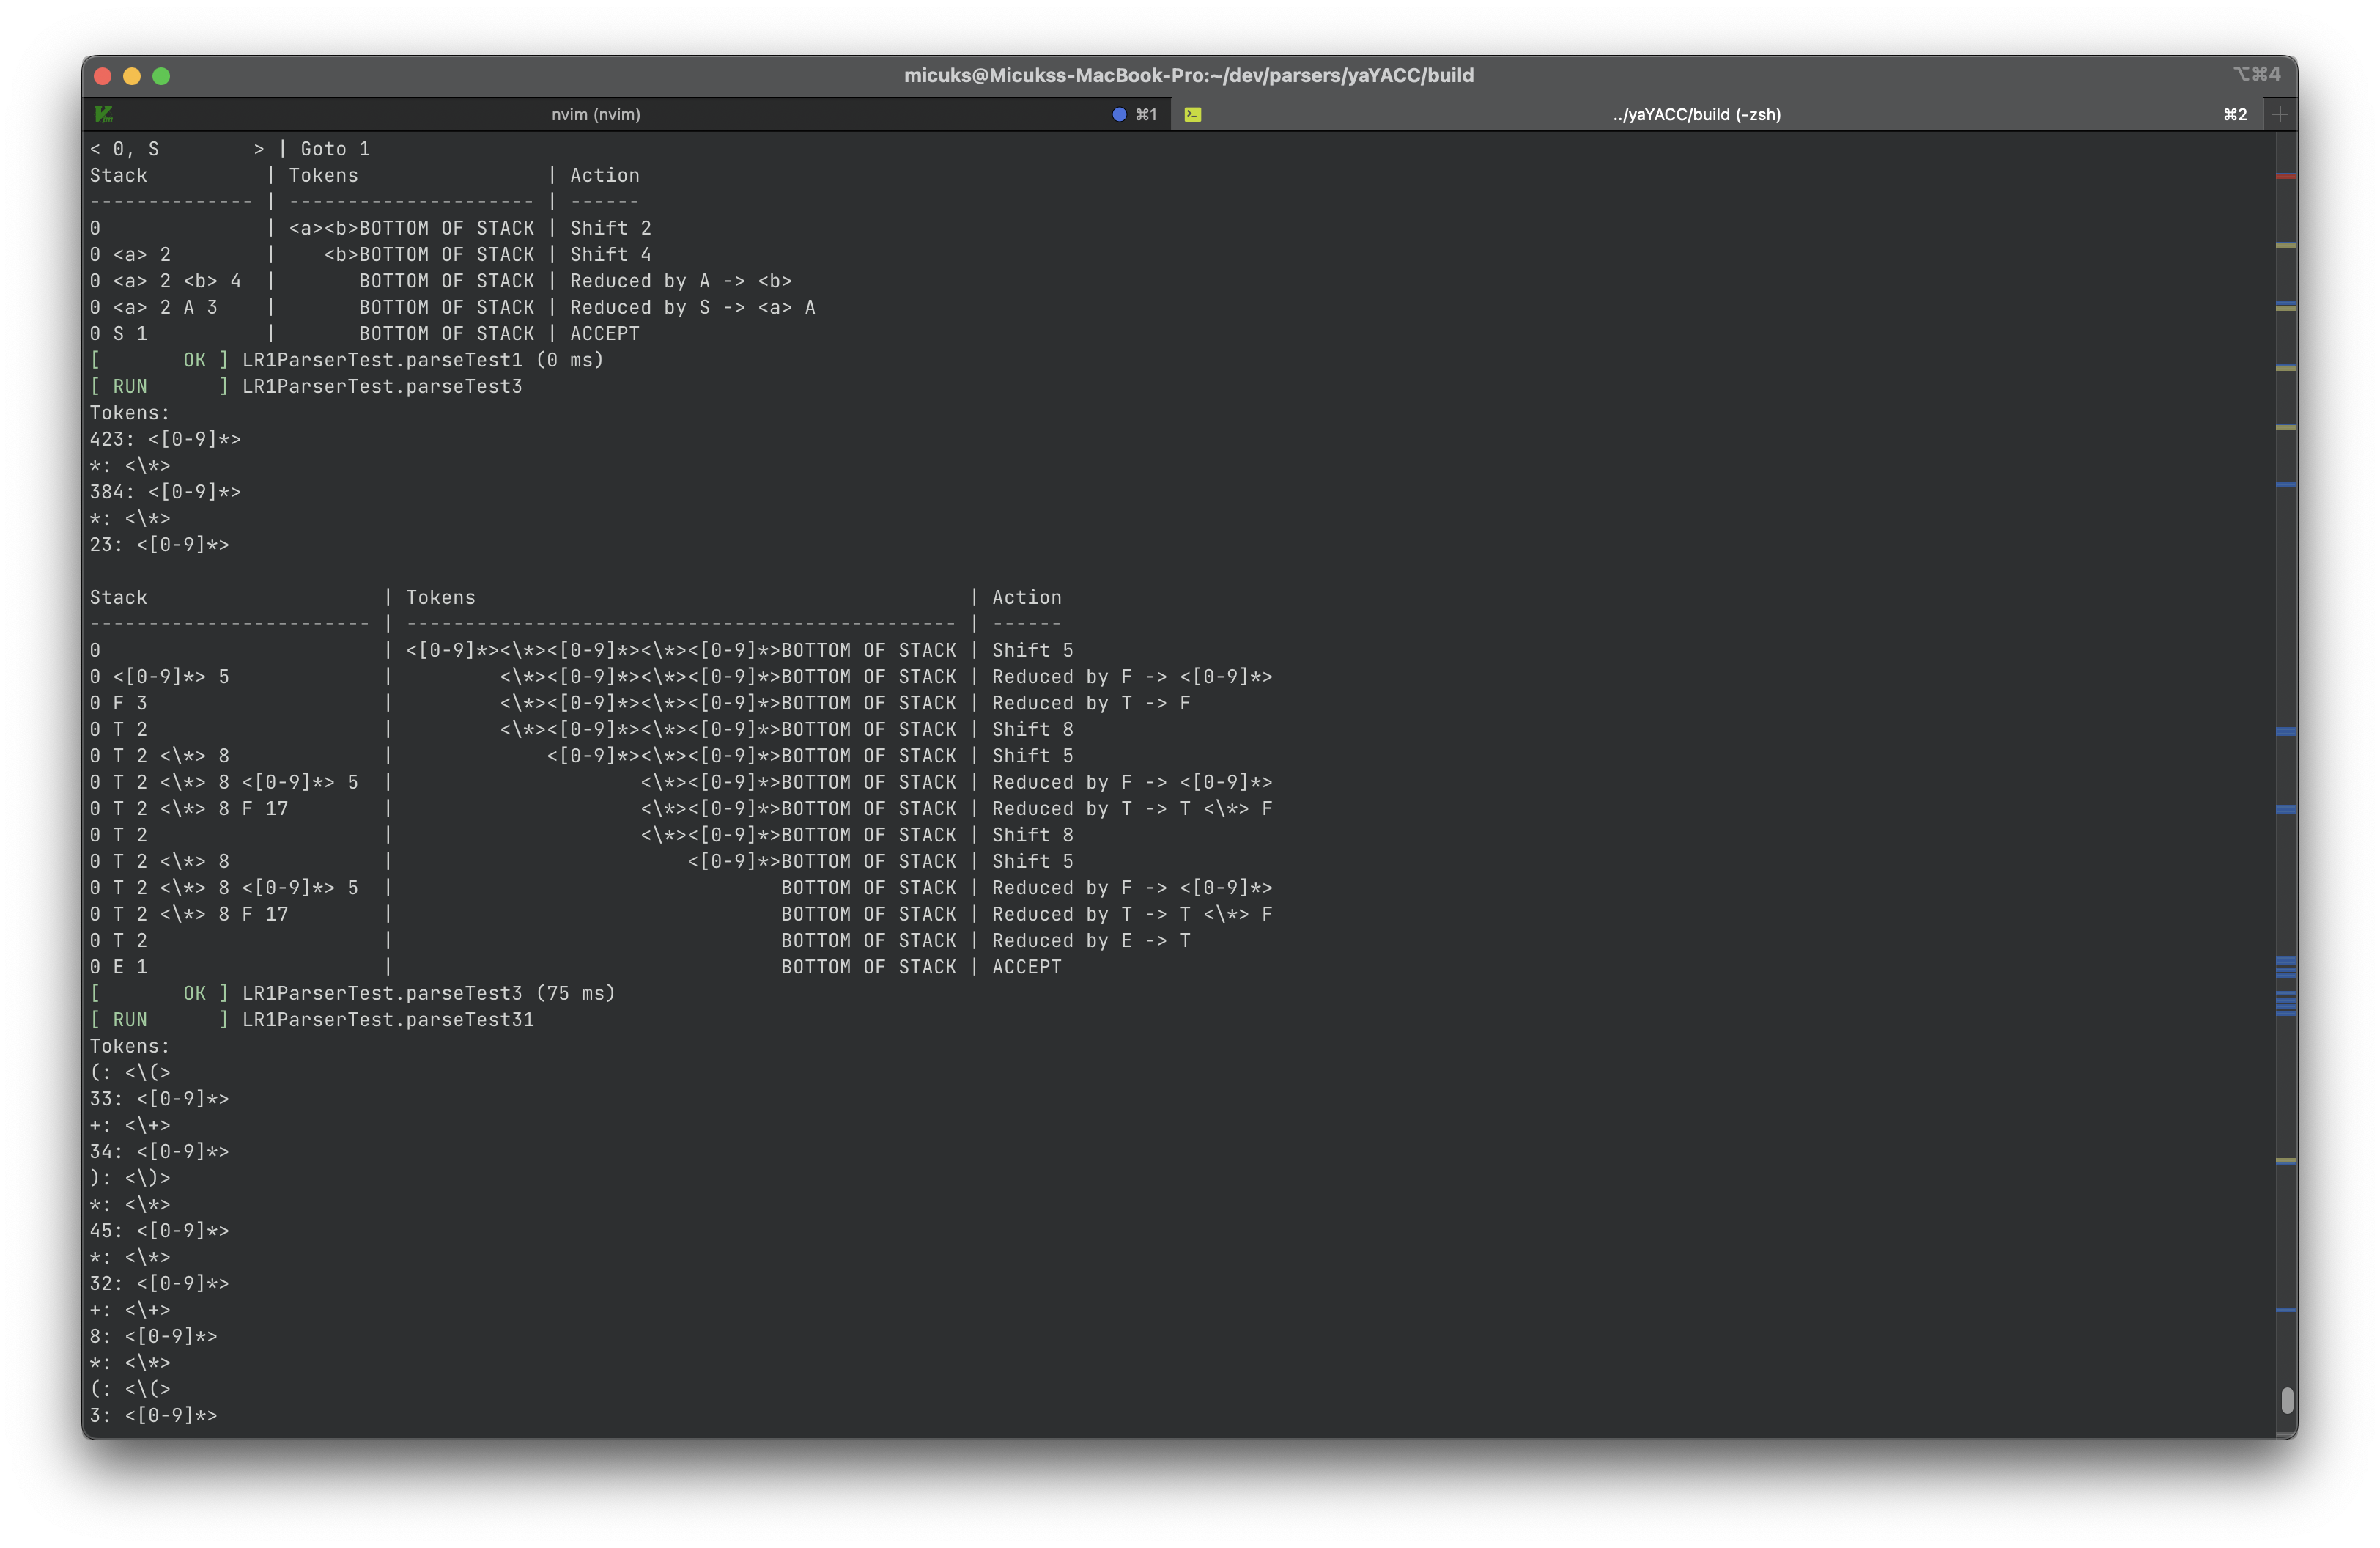 micuks@Micukss-MacBook-Pro:~/dev/parsers/yaYACC/build ⌥⌘4
nvim (nvim) ⌘1 ../yaYACC/build (-zsh) ⌘2
< 0, S        > | Goto 1
Stack          | Tokens                | Action
-------------- | --------------------- | ------
0              | <a><b>BOTTOM OF STACK | Shift 2
0 <a> 2        |    <b>BOTTOM OF STACK | Shift 4
0 <a> 2 <b> 4  |       BOTTOM OF STACK | Reduced by A -> <b>
0 <a> 2 A 3    |       BOTTOM OF STACK | Reduced by S -> <a> A
0 S 1          |       BOTTOM OF STACK | ACCEPT
[       OK ] LR1ParserTest.parseTest1 (0 ms)
[ RUN      ] LR1ParserTest.parseTest3
Tokens:
423: <[0-9]*>
*: <\*>
384: <[0-9]*>
*: <\*>
23: <[0-9]*>
Stack                    | Tokens                                          | Action
------------------------ | ----------------------------------------------- | ------
0                        | <[0-9]*><\*><[0-9]*><\*><[0-9]*>BOTTOM OF STACK | Shift 5
0 <[0-9]*> 5             |         <\*><[0-9]*><\*><[0-9]*>BOTTOM OF STACK | Reduced by F -> <[0-9]*>
0 F 3                    |         <\*><[0-9]*><\*><[0-9]*>BOTTOM OF STACK | Reduced by T -> F
0 T 2                    |         <\*><[0-9]*><\*><[0-9]*>BOTTOM OF STACK | Shift 8
0 T 2 <\*> 8             |             <[0-9]*><\*><[0-9]*>BOTTOM OF STACK | Shift 5
0 T 2 <\*> 8 <[0-9]*> 5  |                     <\*><[0-9]*>BOTTOM OF STACK | Reduced by F -> <[0-9]*>
0 T 2 <\*> 8 F 17        |                     <\*><[0-9]*>BOTTOM OF STACK | Reduced by T -> T <\*> F
0 T 2                    |                     <\*><[0-9]*>BOTTOM OF STACK | Shift 8
0 T 2 <\*> 8             |                         <[0-9]*>BOTTOM OF STACK | Shift 5
0 T 2 <\*> 8 <[0-9]*> 5  |                                 BOTTOM OF STACK | Reduced by F -> <[0-9]*>
0 T 2 <\*> 8 F 17        |                                 BOTTOM OF STACK | Reduced by T -> T <\*> F
0 T 2                    |                                 BOTTOM OF STACK | Reduced by E -> T
0 E 1                    |                                 BOTTOM OF STACK | ACCEPT
[       OK ] LR1ParserTest.parseTest3 (75 ms)
[ RUN      ] LR1ParserTest.parseTest31
Tokens:
(: <\(>
33: <[0-9]*>
+: <\+>
34: <[0-9]*>
): <\)>
*: <\*>
45: <[0-9]*>
*: <\*>
32: <[0-9]*>
+: <\+>
8: <[0-9]*>
*: <\*>
(: <\(>
3: <[0-9]*>